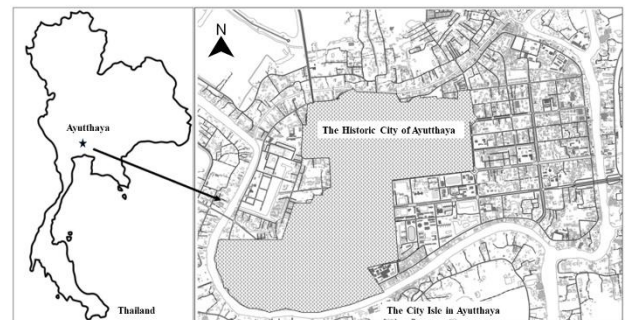 Ayutthaya
Thailand
N
The Historic City of Ayutthaya
The City Isle in Ayutthaya